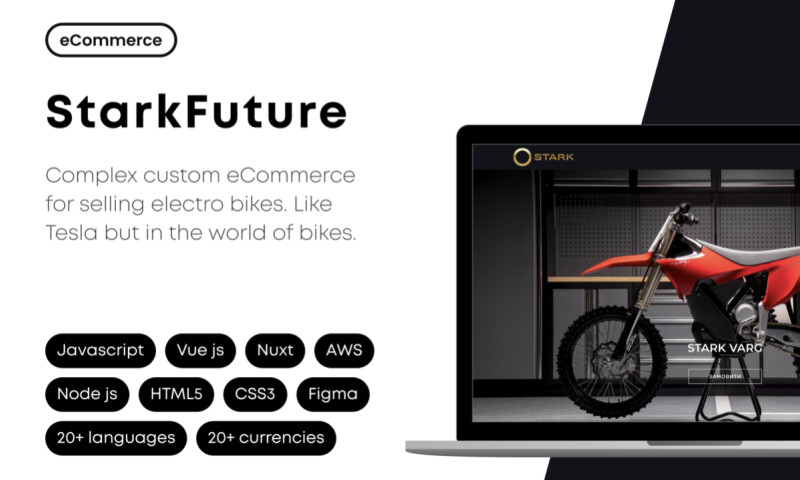 eCommerce
StarkFuture
Complex custom eCommerce
for selling electro bikes. Like
Tesla but in the world of bikes.
Javascript Vue js Nuxt AWS
Node js HTML5 CSS3 Figma
20+ languages 20+ currencies
STARK
STARK VARG
ЗАМОВИТИ